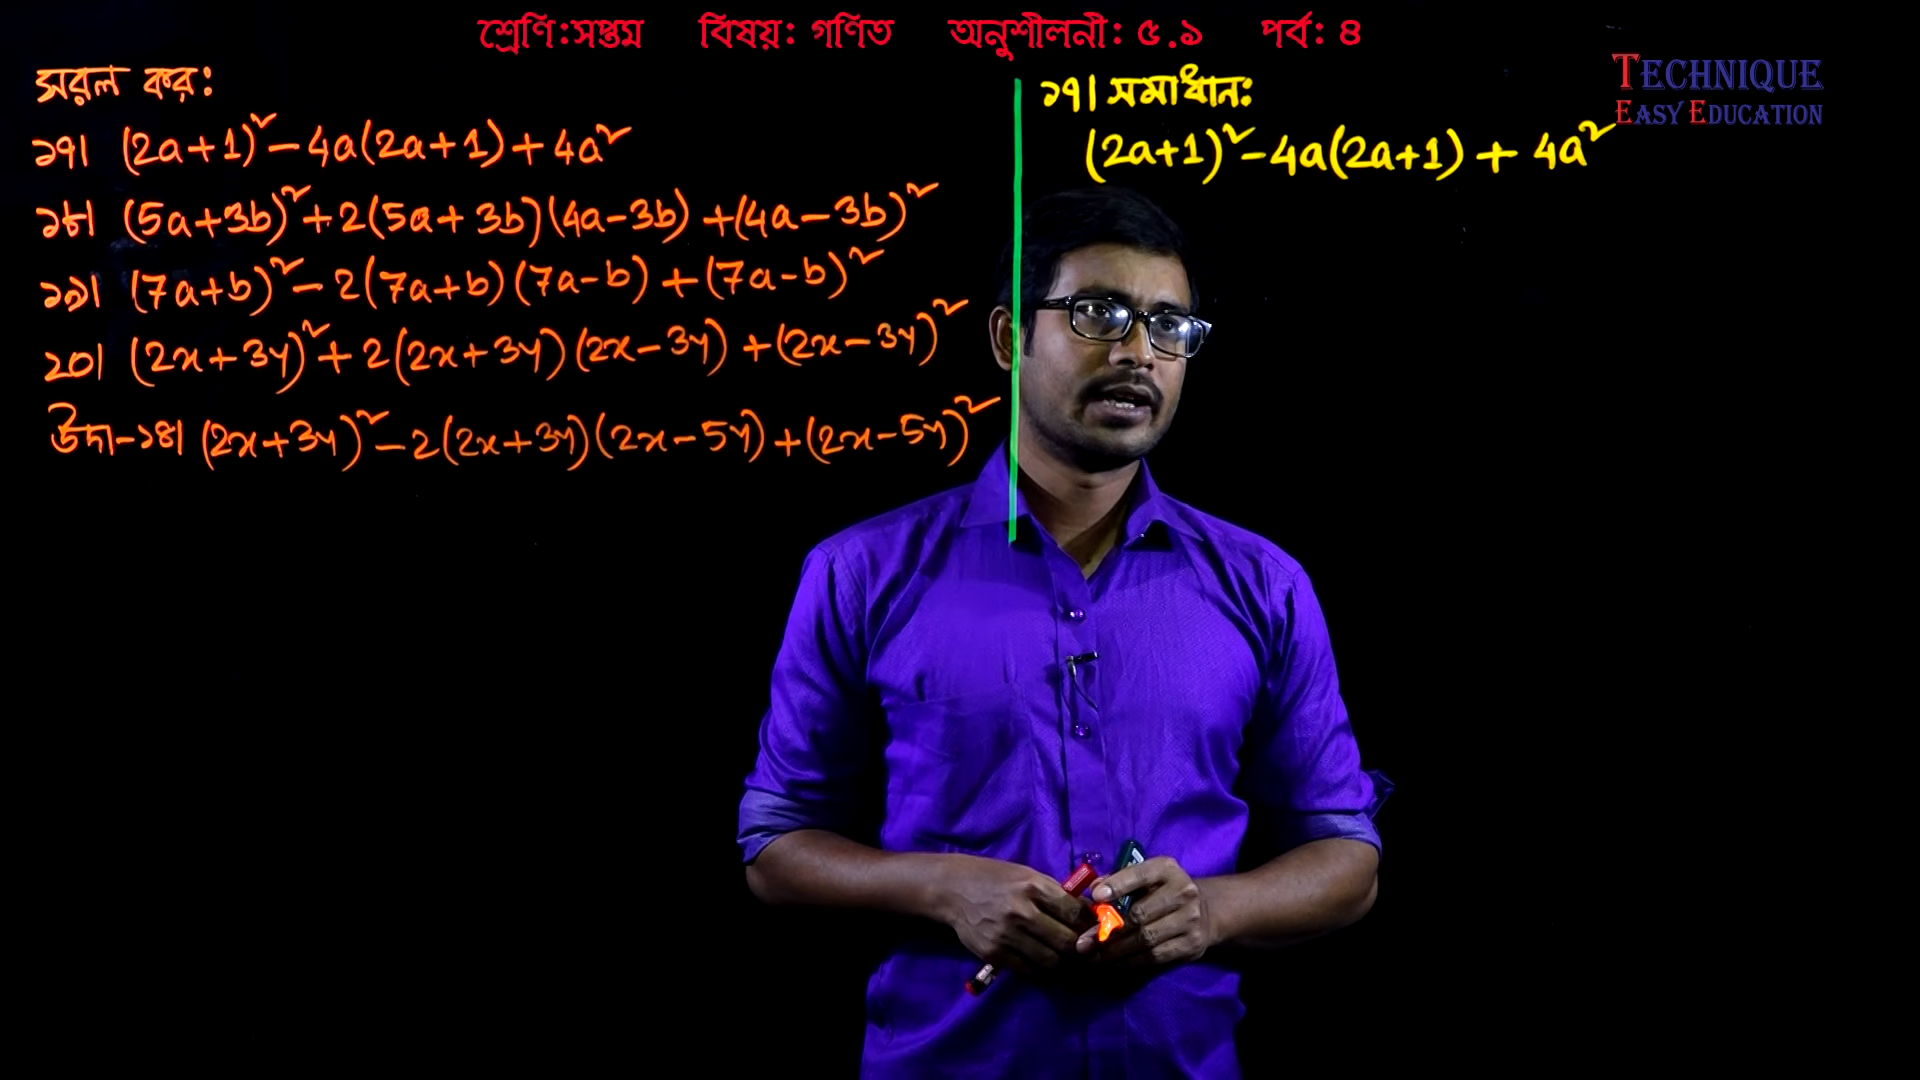 শ্রেণি:সপ্তম বিষয়: গণিত অনুশীলনী: ৫.১ পর্ব: ৪
TECHNIQUE
EASY EDUCATION
সরল কর:
১৭। (2a+1)² – 4a(2a+1) + 4a²
১৮। (5a+3b)² + 2(5a+3b)(4a–3b) + (4a–3b)²
১৯। (7a+b)² – 2(7a+b)(7a–b) + (7a–b)²
২০। (2x+3y)² + 2(2x+3y)(2x–3y) + (2x–3y)²
উদা-১৪। (2x+3y)² – 2(2x+3y)(2x–5y) + (2x–5y)²
১৭। সমাধান:
(2a+1)² – 4a(2a+1) + 4a²